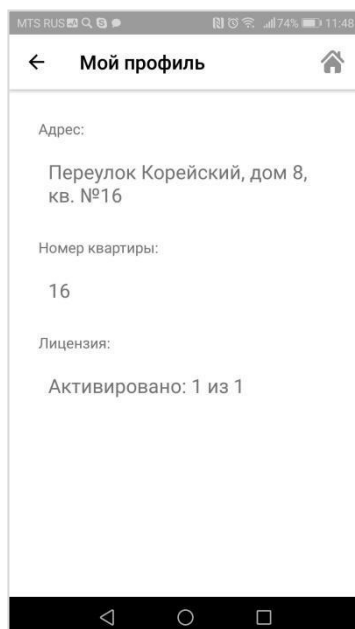 MTS RUS 74% 11:48
Мой профиль
Адрес:
Переулок Корейский, дом 8,
кв. №16
Номер квартиры:
16
Лицензия:
Активировано: 1 из 1